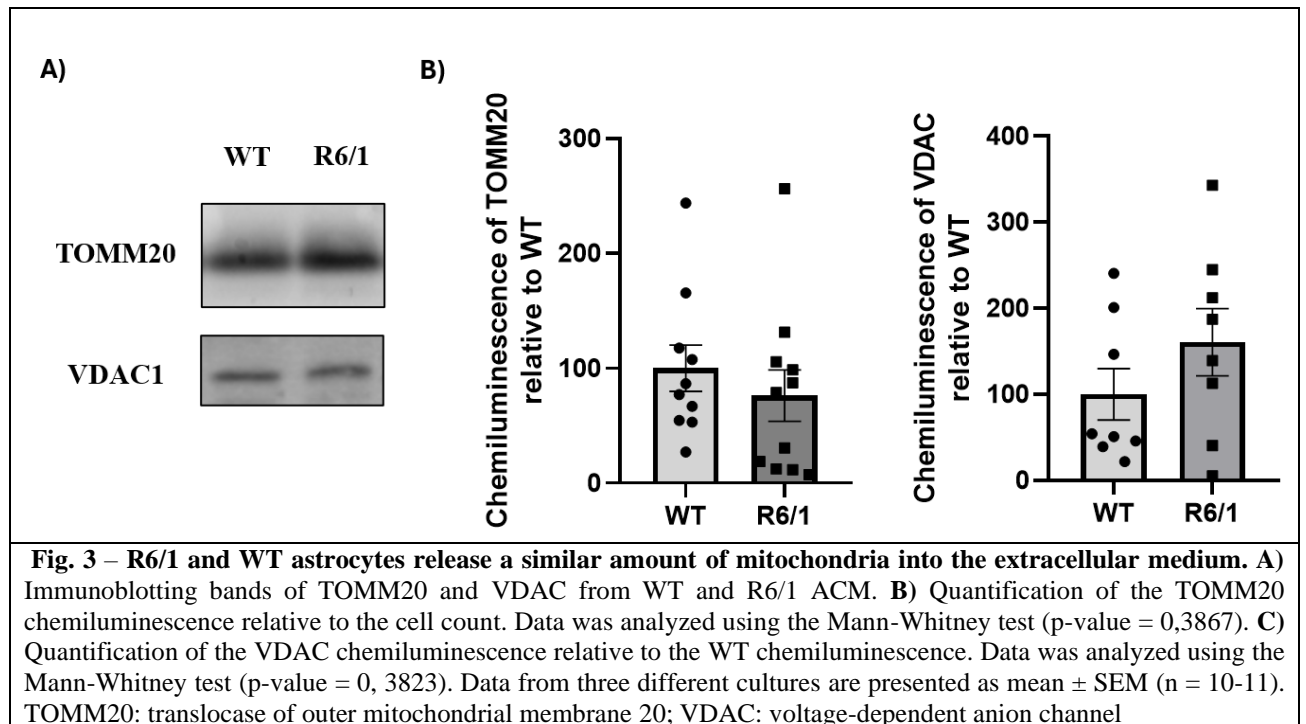 A)
WT R6/1
TOMM20
VDAC1
B)
Chemiluminescence of TOMM20
relative to WT
300
200
100
0
WT R6/1
Chemiluminescence of VDAC
relative to WT
400
300
200
100
0
WT R6/1
Fig. 3 – R6/1 and WT astrocytes release a similar amount of mitochondria into the extracellular medium. A)
Immunoblotting bands of TOMM20 and VDAC from WT and R6/1 ACM. B) Quantification of the TOMM20
chemiluminescence relative to the cell count. Data was analyzed using the Mann-Whitney test (p-value = 0,3867). C)
Quantification of the VDAC chemiluminescence relative to the WT chemiluminescence. Data was analyzed using the
Mann-Whitney test (p-value = 0, 3823). Data from three different cultures are presented as mean ± SEM (n = 10-11).
TOMM20: translocase of outer mitochondrial membrane 20; VDAC: voltage-dependent anion channel